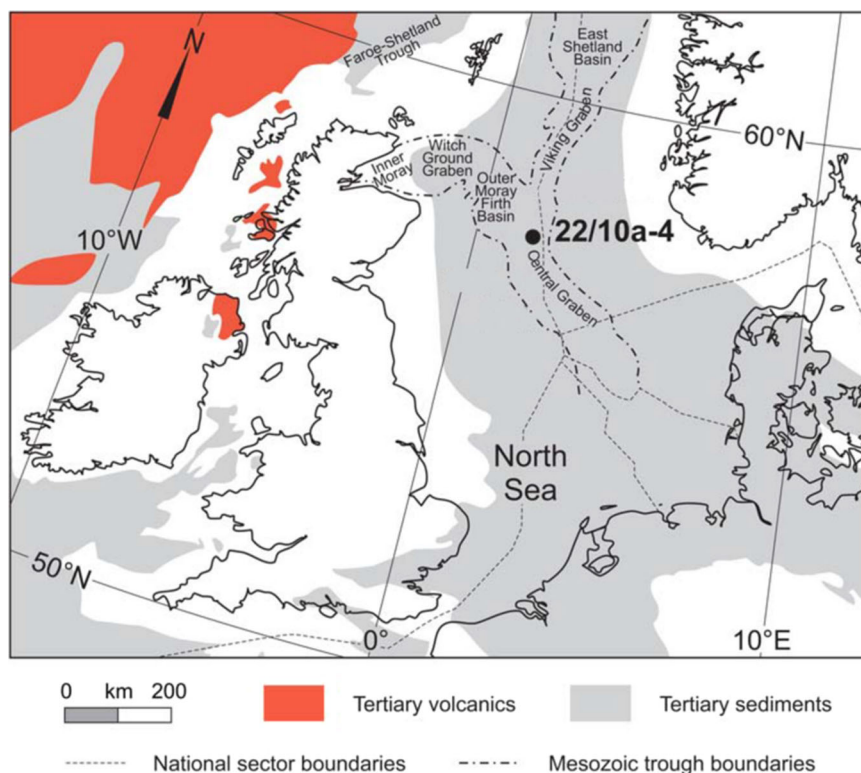 N
Faroe-Shetland
Trough
East
Shetland
Basin
Viking Graben
60°N
Inner
Moray
Witch
Ground
Graben
Outer
Moray
Firth
Basin
10°W
22/10a-4
Central Graben
North
Sea
50°N
0°
10°E
0 km 200
Tertiary volcanics
Tertiary sediments
National sector boundaries
Mesozoic trough boundaries